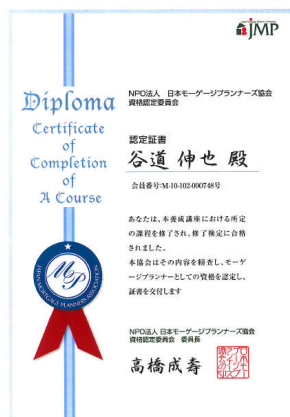 JMP
Diploma
Certificate
of
Completion
of
A Course
MP
JAPAN MORTGAGE PLANNERS ASSOCIATION
NPO法人 日本モーゲージプランナーズ協会
資格認定委員会
認定証書
谷道 伸也 殿
会員番号:M-10-102-000748号
あなたは、本養成講座における所定
の課程を修了され、修了検定に合格
されました。
本協会はその内容を精査し、モーゲ
ージプランナーとしての資格を認定し、
証書を交付します
NPO法人 日本モーゲージプランナーズ協会
資格認定委員会 委員長
高橋成壽